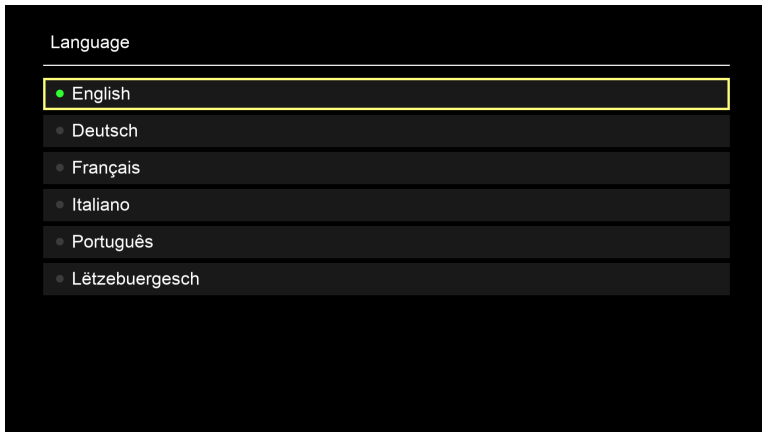 Language
English
Deutsch
Français
Italiano
Português
Lëtzebuergesch